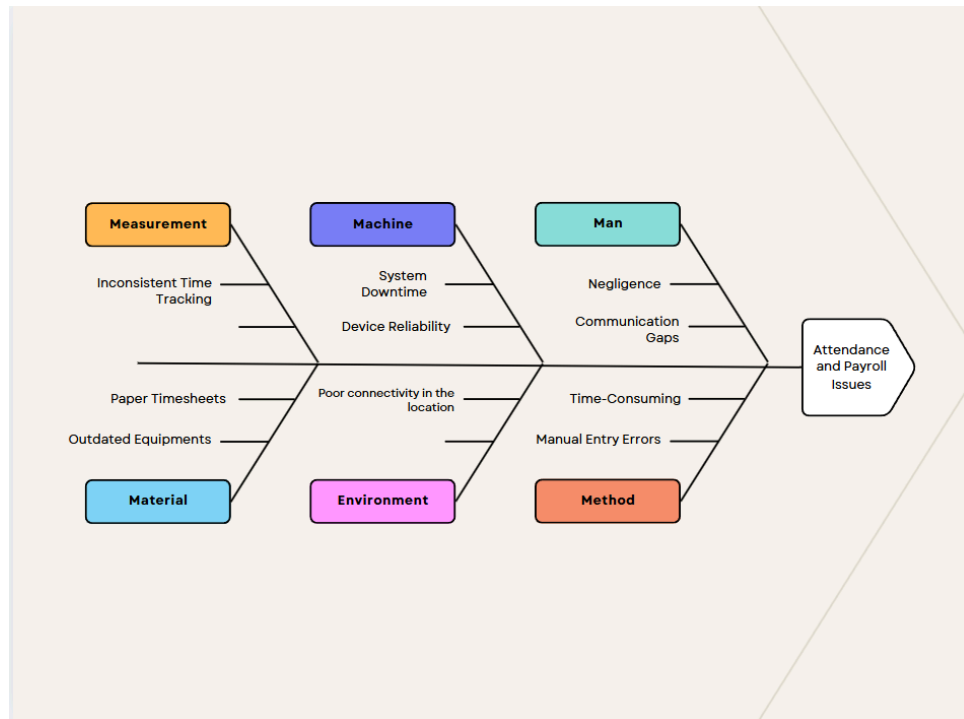 Measurement
Machine
Man
Inconsistent Time
Tracking
System
Downtime
Device Reliability
Negligence
Communication
Gaps
Attendance
and Payroll
Issues
Paper Timesheets
Outdated Equipments
Poor connectivity in the
location
Time-Consuming
Manual Entry Errors
Material
Environment
Method